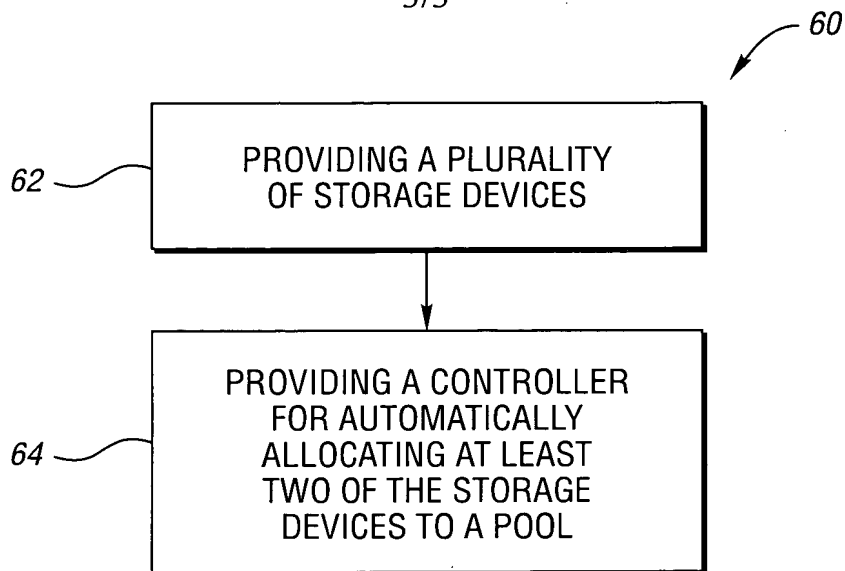 60
62
PROVIDING A PLURALITY
OF STORAGE DEVICES
64
PROVIDING A CONTROLLER
FOR AUTOMATICALLY
ALLOCATING AT LEAST
TWO OF THE STORAGE
DEVICES TO A POOL